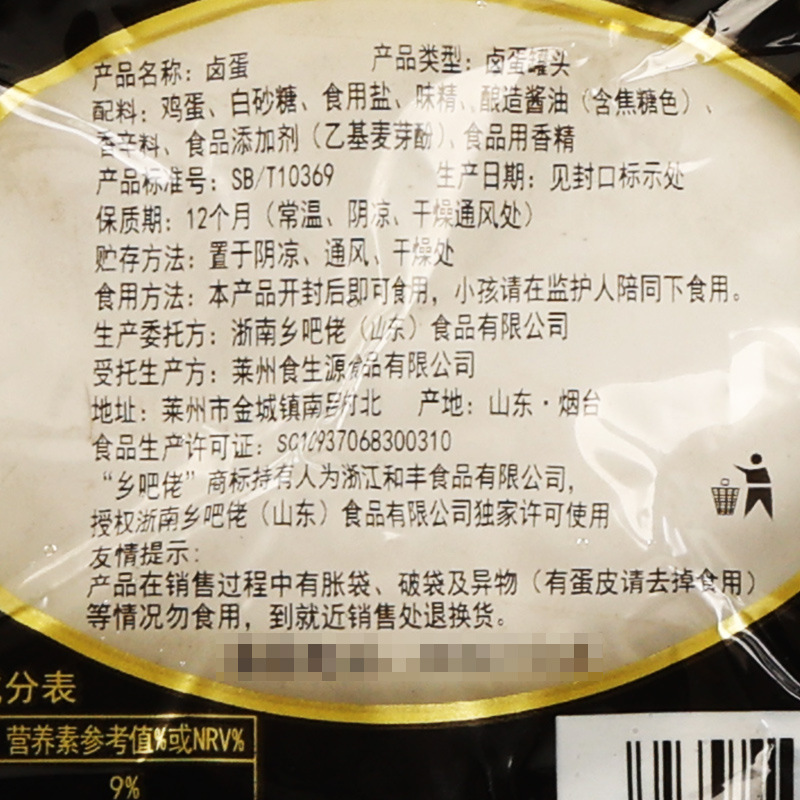 产品名称：卤蛋 产品类型：卤蛋罐头
配料：鸡蛋、白砂糖、食用盐、味精、酿造酱油（含焦糖色）、
香辛料、食品添加剂（乙基麦芽酚）、食品用香精
产品标准号：SB/T10369 生产日期：见封口标示处
保质期：12个月（常温、阴凉、干燥通风处）
贮存方法：置于阴凉、通风、干燥处
食用方法：本产品开封后即可食用，小孩请在监护人陪同下食用。
生产委托方：浙南乡吧佬（山东）食品有限公司
受托生产方：莱州食生源食品有限公司
地址：莱州市金城镇南吕村北 产地：山东·烟台
食品生产许可证：SC10937068300310
“乡吧佬”商标持有人为浙江和丰食品有限公司，
授权浙南乡吧佬（山东）食品有限公司独家许可使用
友情提示：
产品在销售过程中有胀袋、破袋及异物（有蛋皮请去掉食用）
等情况勿食用，到就近销售处退换货。
分表
营养素参考值%或NRV%
9%